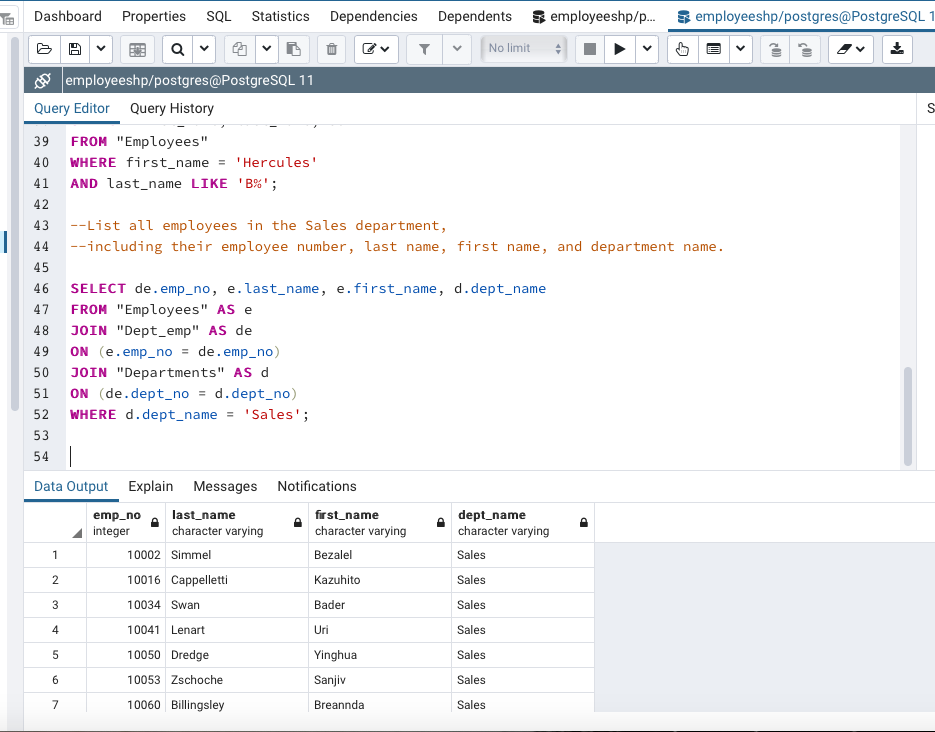 Dashboard Properties SQL Statistics Dependencies Dependents employeeshp/p... employeeshp/postgres@PostgreSQL 1
No limit
employeeshp/postgres@PostgreSQL 11
Query Editor Query History S
39 FROM "Employees"
40 WHERE first_name = 'Hercules'
41 AND last_name LIKE 'B%';
42
43 --List all employees in the Sales department,
44 --including their employee number, last name, first name, and department name.
45
46 SELECT de.emp_no, e.last_name, e.first_name, d.dept_name
47 FROM "Employees" AS e
48 JOIN "Dept_emp" AS de
49 ON (e.emp_no = de.emp_no)
50 JOIN "Departments" AS d
51 ON (de.dept_no = d.dept_no)
52 WHERE d.dept_name = 'Sales';
53
54
Data Output Explain Messages Notifications
emp_no last_name first_name dept_name
integer character varying character varying character varying
1 10002 Simmel Bezalel Sales
2 10016 Cappelletti Kazuhito Sales
3 10034 Swan Bader Sales
4 10041 Lenart Uri Sales
5 10050 Dredge Yinghua Sales
6 10053 Zschoche Sanjiv Sales
7 10060 Billingsley Breannda Sales